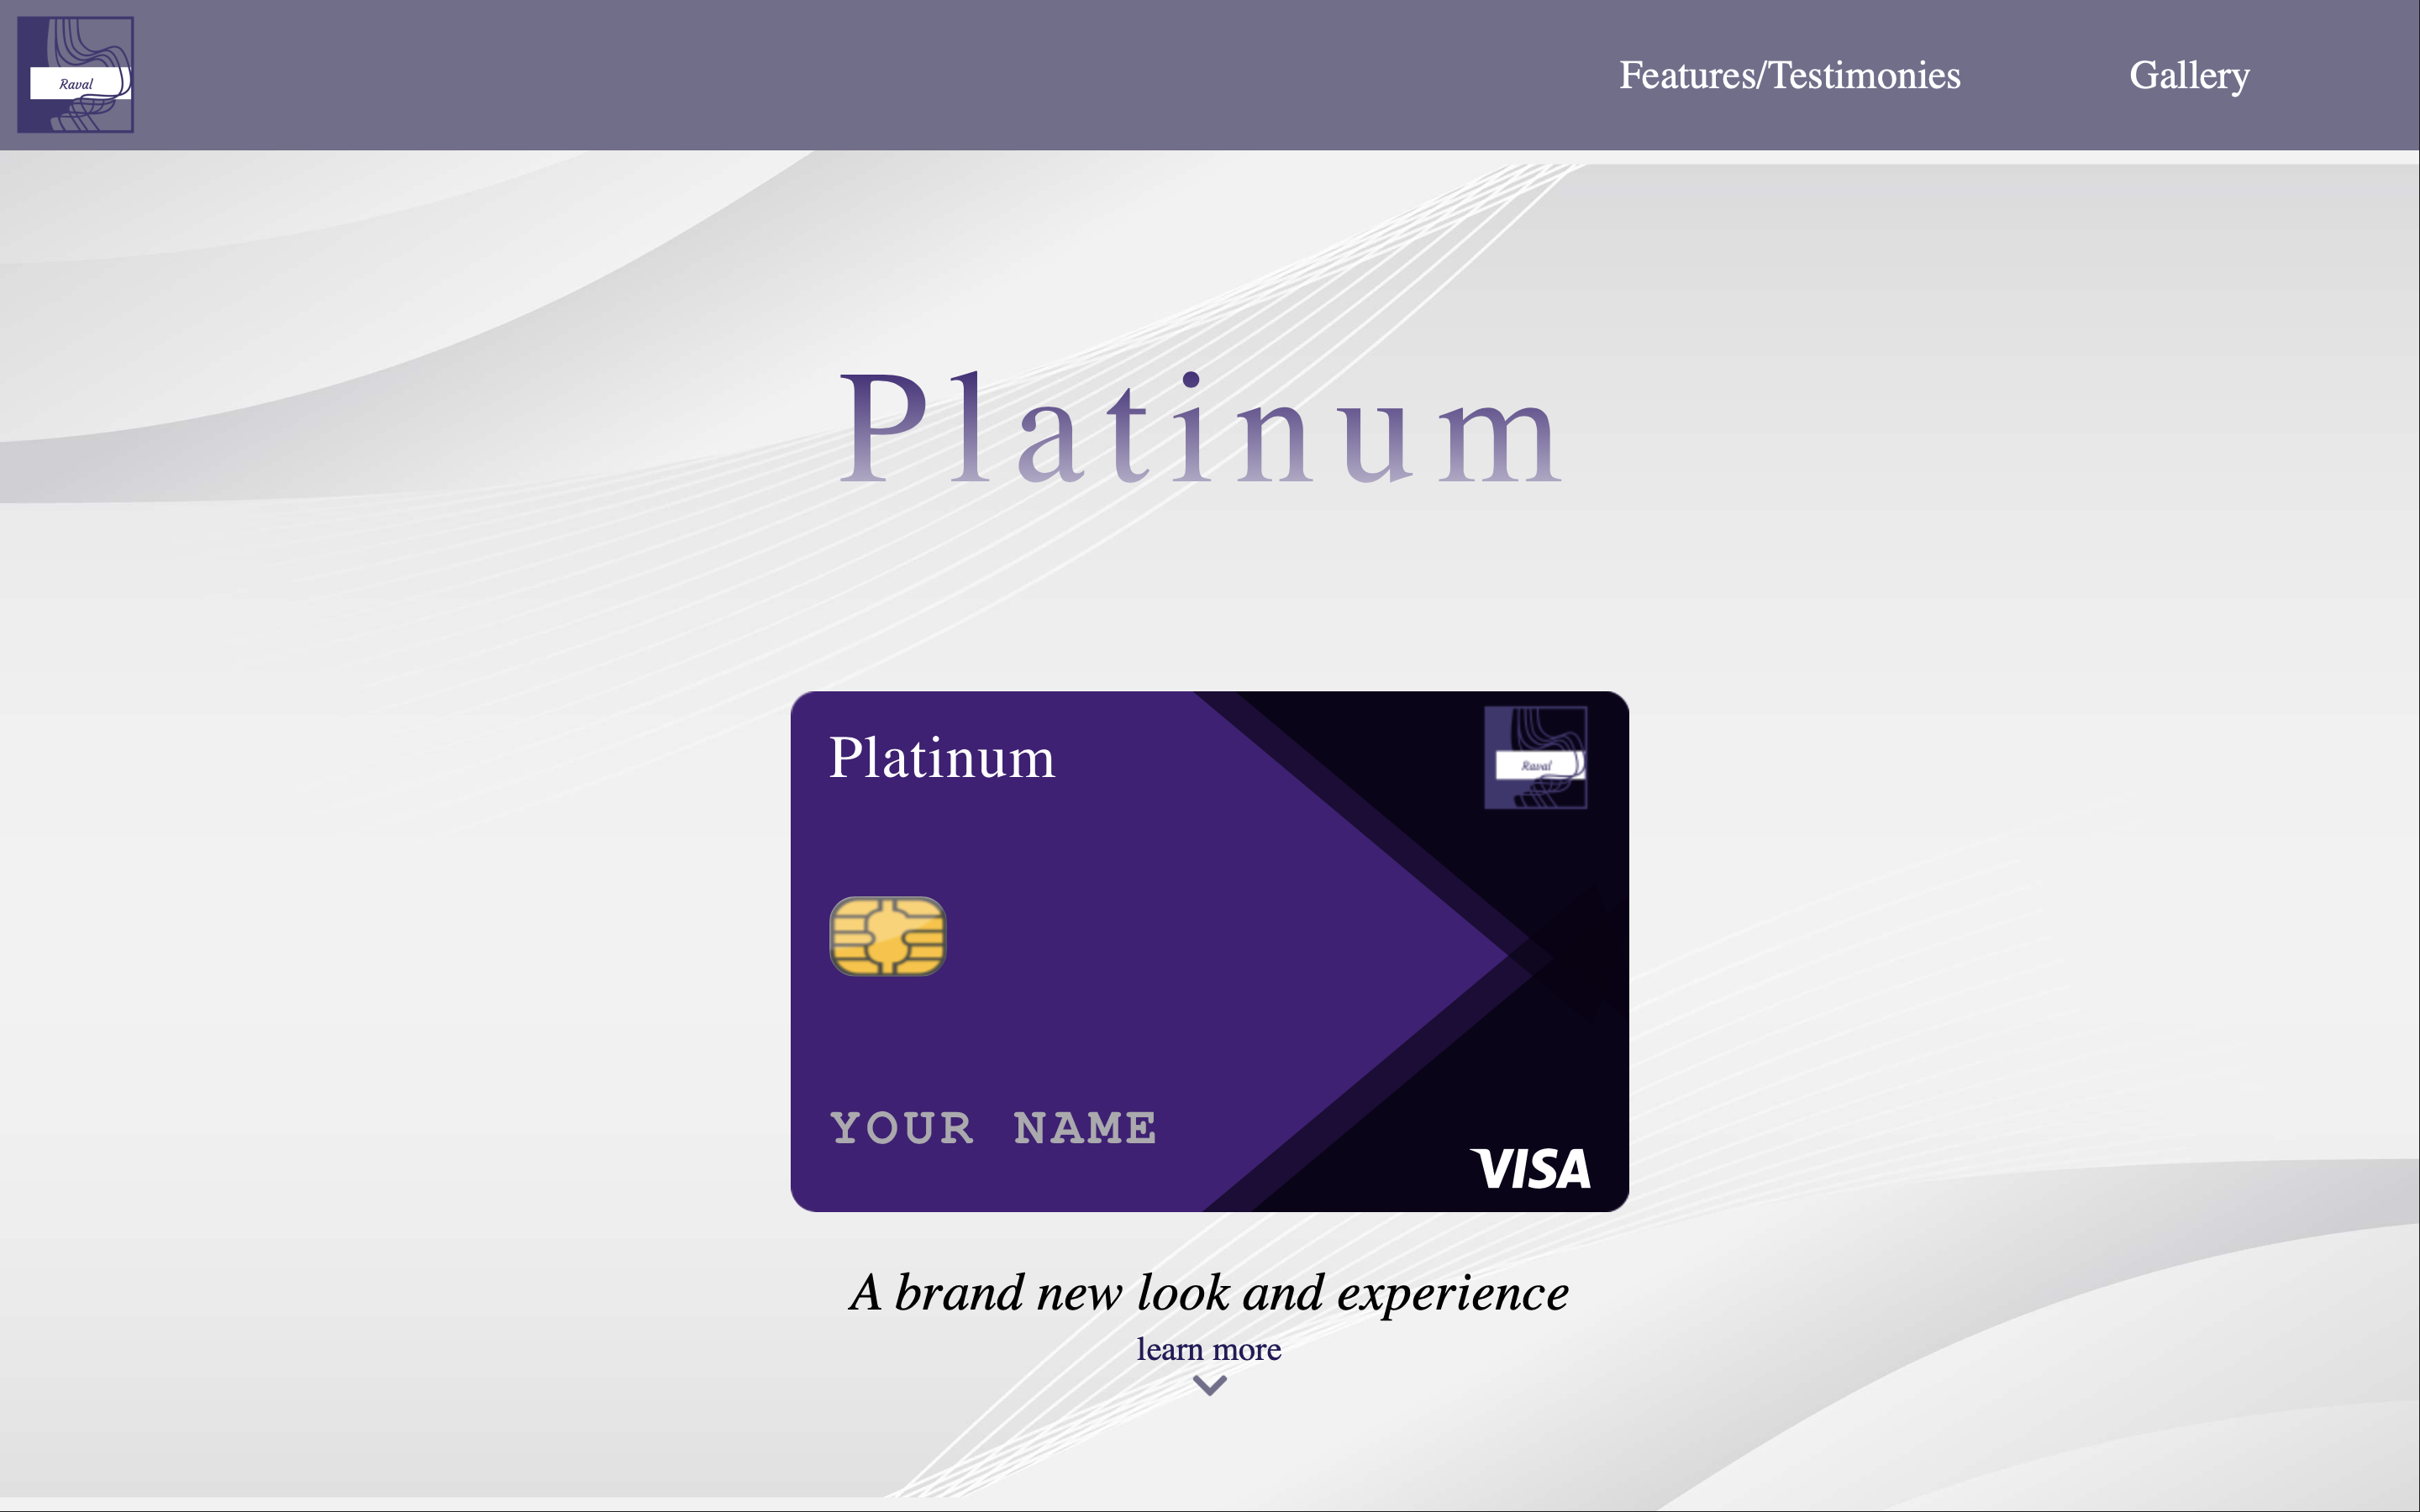 Raval
Features/Testimonies
Gallery
Platinum
Platinum
Raval
YOUR NAME
VISA
A brand new look and experience
learn more